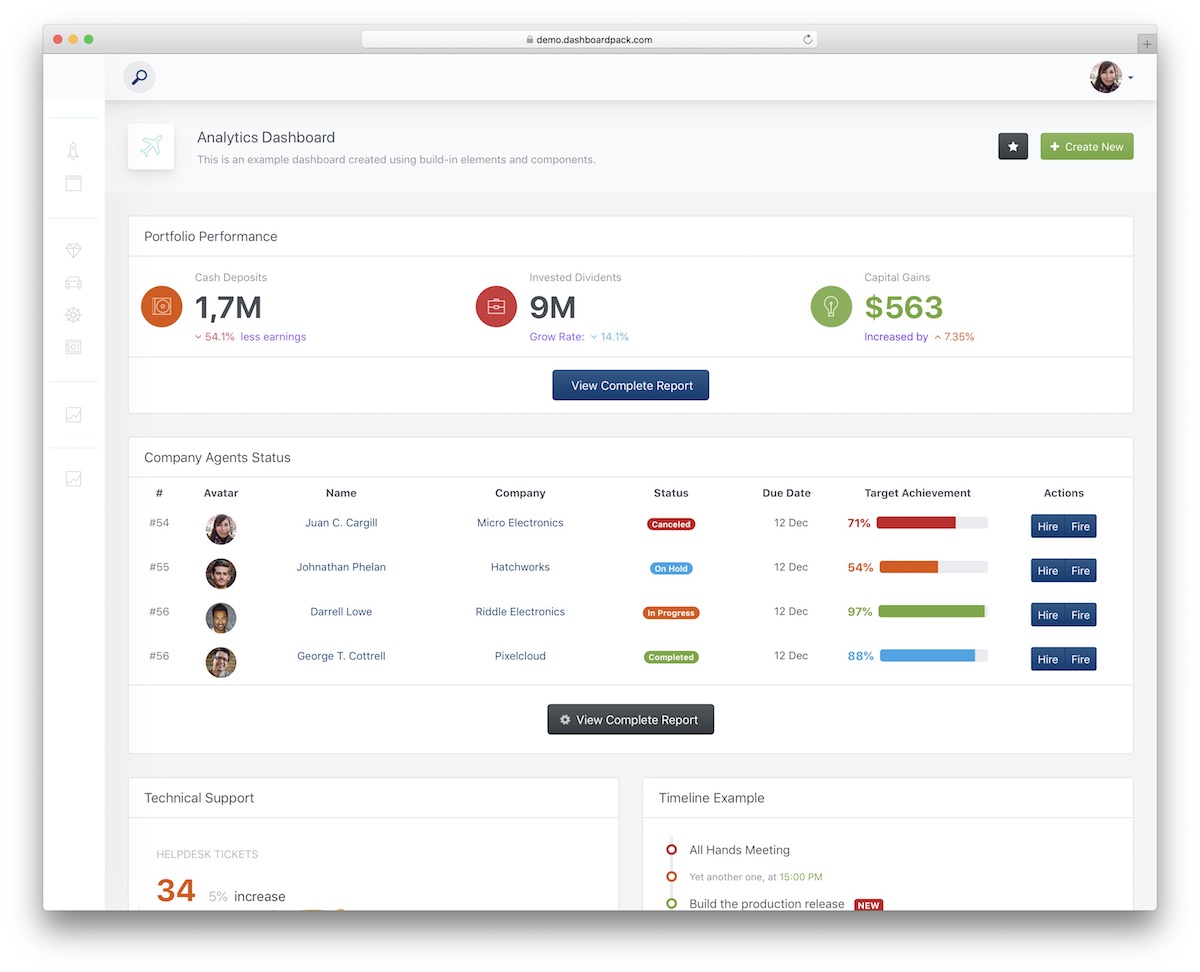 demo.dashboardpack.com
Analytics Dashboard
This is an example dashboard created using build-in elements and components.
Create New
Portfolio Performance
Cash Deposits
1,7M
54.1% less earnings
Invested Dividents
9M
Grow Rate: 14.1%
Capital Gains
$563
Increased by 7.35%
View Complete Report
Company Agents Status
# Avatar Name Company Status Due Date Target Achievement Actions
#54 Juan C. Cargill Micro Electronics Canceled 12 Dec 71% Hire Fire
#55 Johnathan Phelan Hatchworks On Hold 12 Dec 54% Hire Fire
#56 Darrell Lowe Riddle Electronics In Progress 12 Dec 97% Hire Fire
#56 George T. Cottrell Pixelcloud Completed 12 Dec 88% Hire Fire
View Complete Report
Technical Support
HELPDESK TICKETS
34 5% increase
Timeline Example
All Hands Meeting
Yet another one, at 15:00 PM
Build the production release NEW